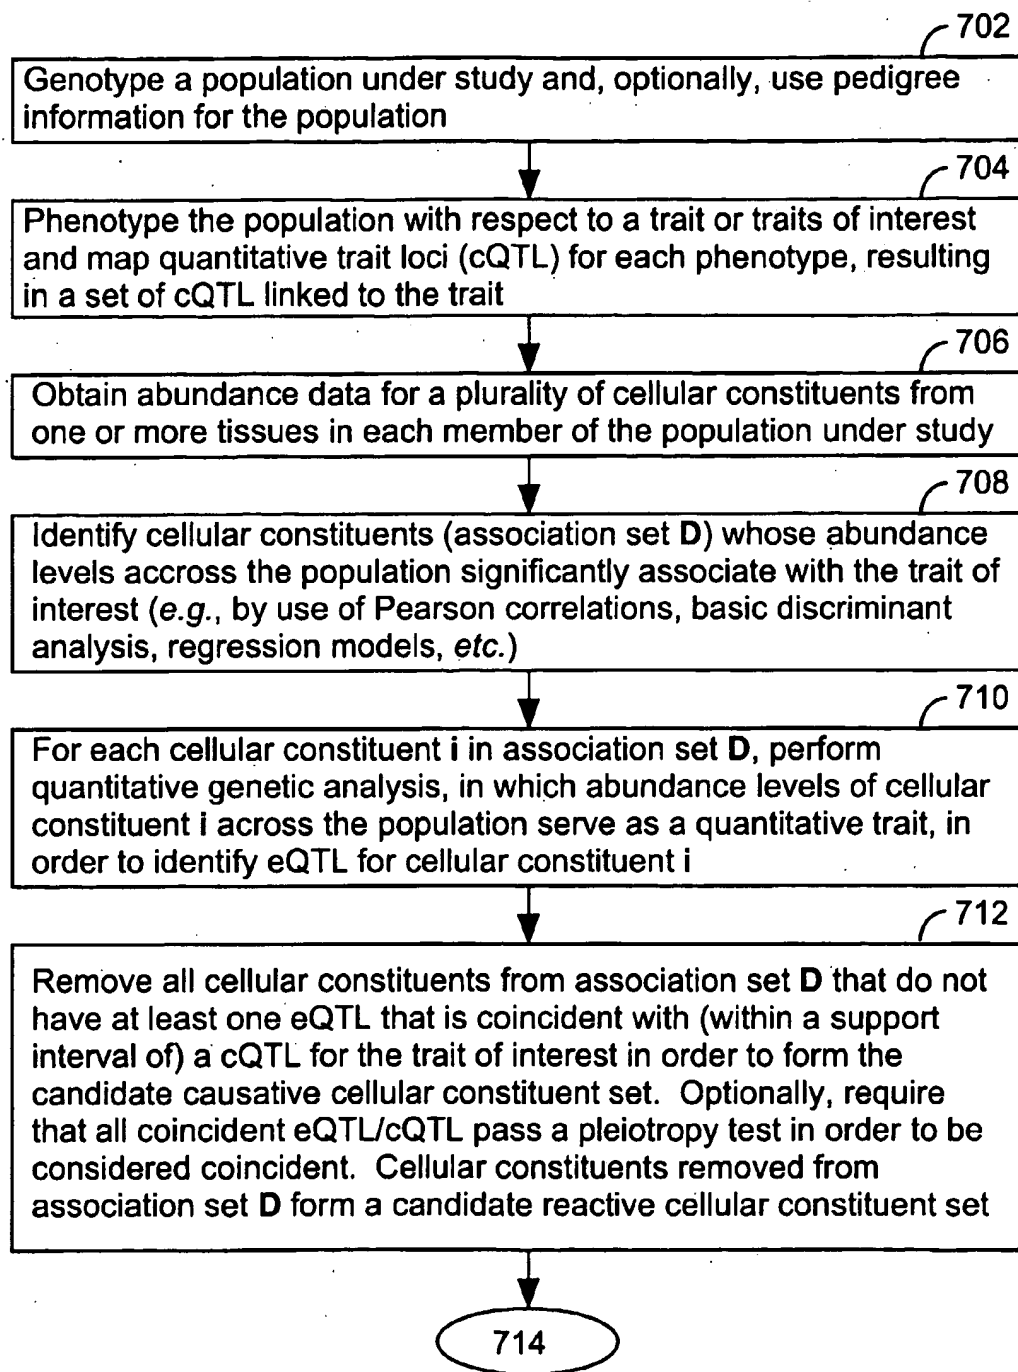 702
Genotype a population under study and, optionally, use pedigree
information for the population
704
Phenotype the population with respect to a trait or traits of interest
and map quantitative trait loci (cQTL) for each phenotype, resulting
in a set of cQTL linked to the trait
706
Obtain abundance data for a plurality of cellular constituents from
one or more tissues in each member of the population under study
708
Identify cellular constituents (association set D) whose abundance
levels accross the population significantly associate with the trait of
interest (e.g., by use of Pearson correlations, basic discriminant
analysis, regression models, etc.)
710
For each cellular constituent i in association set D, perform
quantitative genetic analysis, in which abundance levels of cellular
constituent i across the population serve as a quantitative trait, in
order to identify eQTL for cellular constituent i
712
Remove all cellular constituents from association set D that do not
have at least one eQTL that is coincident with (within a support
interval of) a cQTL for the trait of interest in order to form the
candidate causative cellular constituent set.  Optionally, require
that all coincident eQTL/cQTL pass a pleiotropy test in order to be
considered coincident.  Cellular constituents removed from
association set D form a candidate reactive cellular constituent set
714